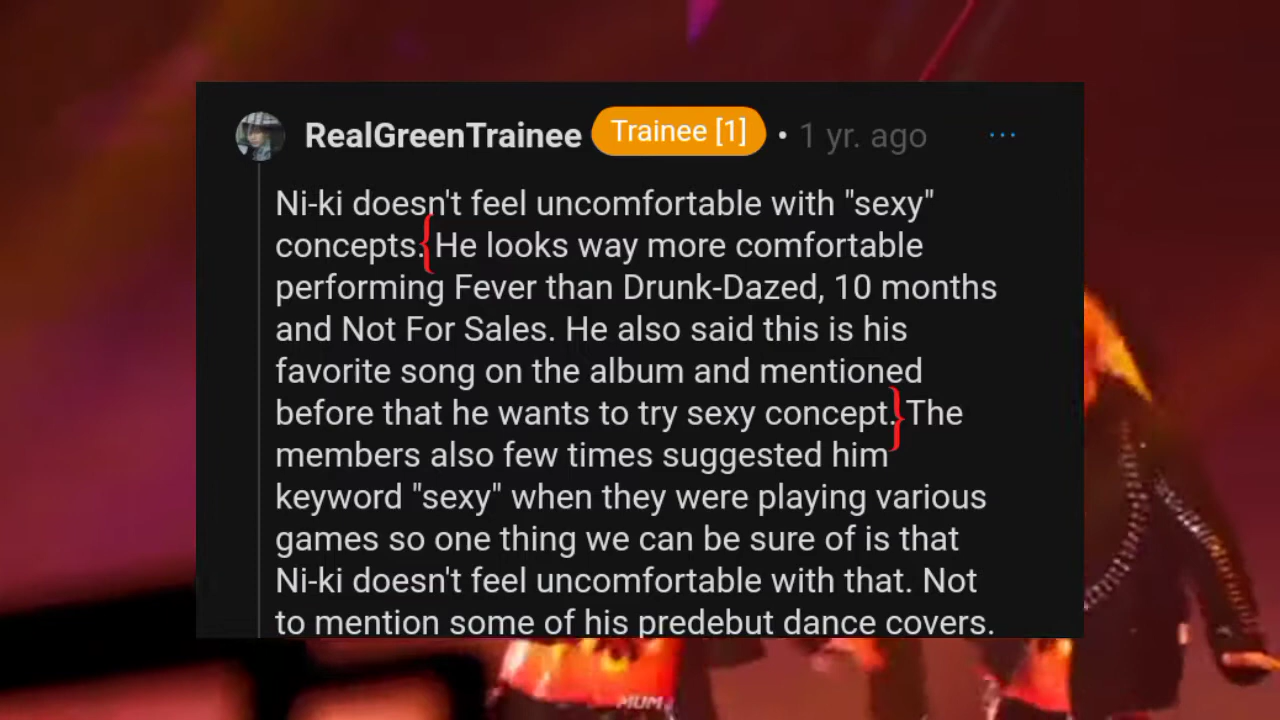 RealGreenTrainee Trainee [1] • 1 yr. ago ...
Ni-ki doesn't feel uncomfortable with "sexy"
concepts. He looks way more comfortable
performing Fever than Drunk-Dazed, 10 months
and Not For Sales. He also said this is his
favorite song on the album and mentioned
before that he wants to try sexy concept. The
members also few times suggested him
keyword "sexy" when they were playing various
games so one thing we can be sure of is that
Ni-ki doesn't feel uncomfortable with that. Not
to mention some of his predebut dance covers.